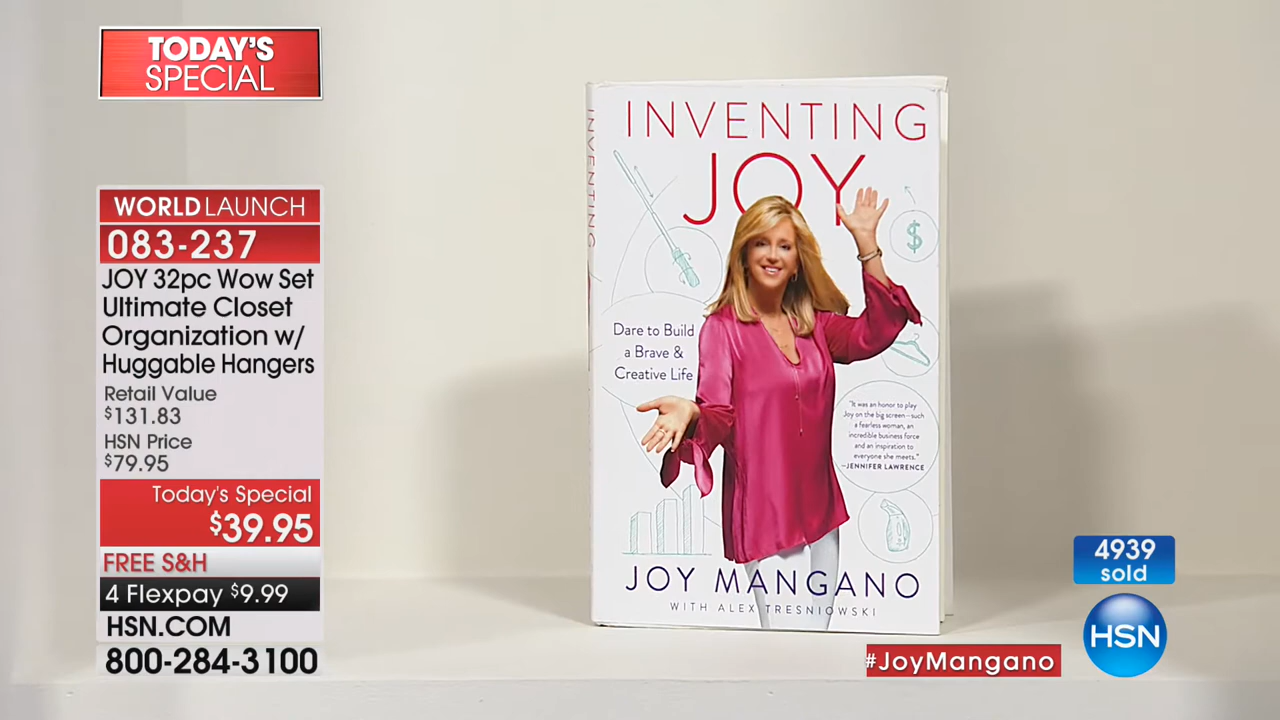 TODAY'S
SPECIAL
WORLD LAUNCH
083-237
JOY 32pc Wow Set
Ultimate Closet
Organization w/
Huggable Hangers
Retail Value
$131.83
HSN Price
$79.95
Today's Special
$39.95
FREE S&H
4 Flexpay $9.99
HSN.COM
800-284-3100
INVENTING
INVENTING
JOY
$
Dare to Build
a Brave &
Creative Life
"It was an honor to play
Joy on the big screen—such
a fearless woman, an
incredible business force
and an inspiration to
everyone she meets."
—JENNIFER LAWRENCE
JOY MANGANO
WITH ALEX TRESNIOWSKI
4939
sold
HSN
#JoyMangano